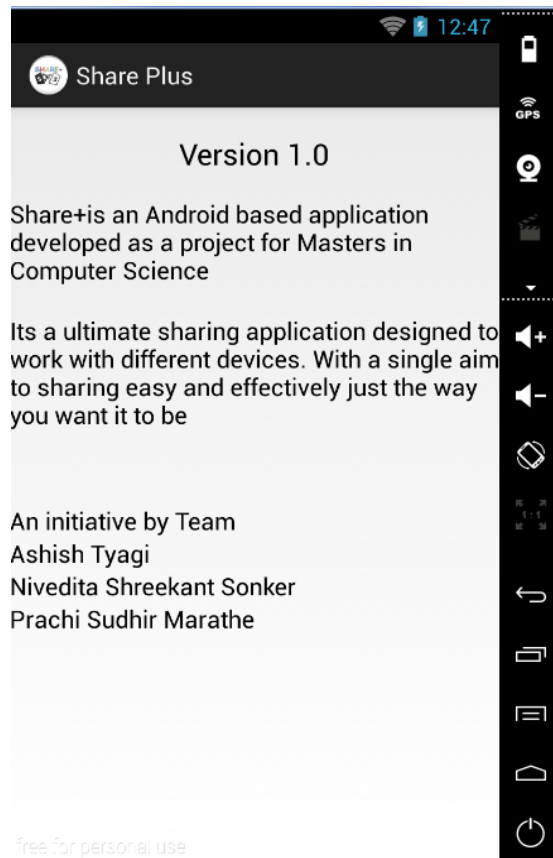 12:47
SHARE+
Share Plus
GPS
Version 1.0
Share+is an Android based application
developed as a project for Masters in
Computer Science
Its a ultimate sharing application designed to
work with different devices. With a single aim
to sharing easy and effectively just the way
you want it to be
1:1
An initiative by Team
Ashish Tyagi
Nivedita Shreekant Sonker
Prachi Sudhir Marathe
free for personal use